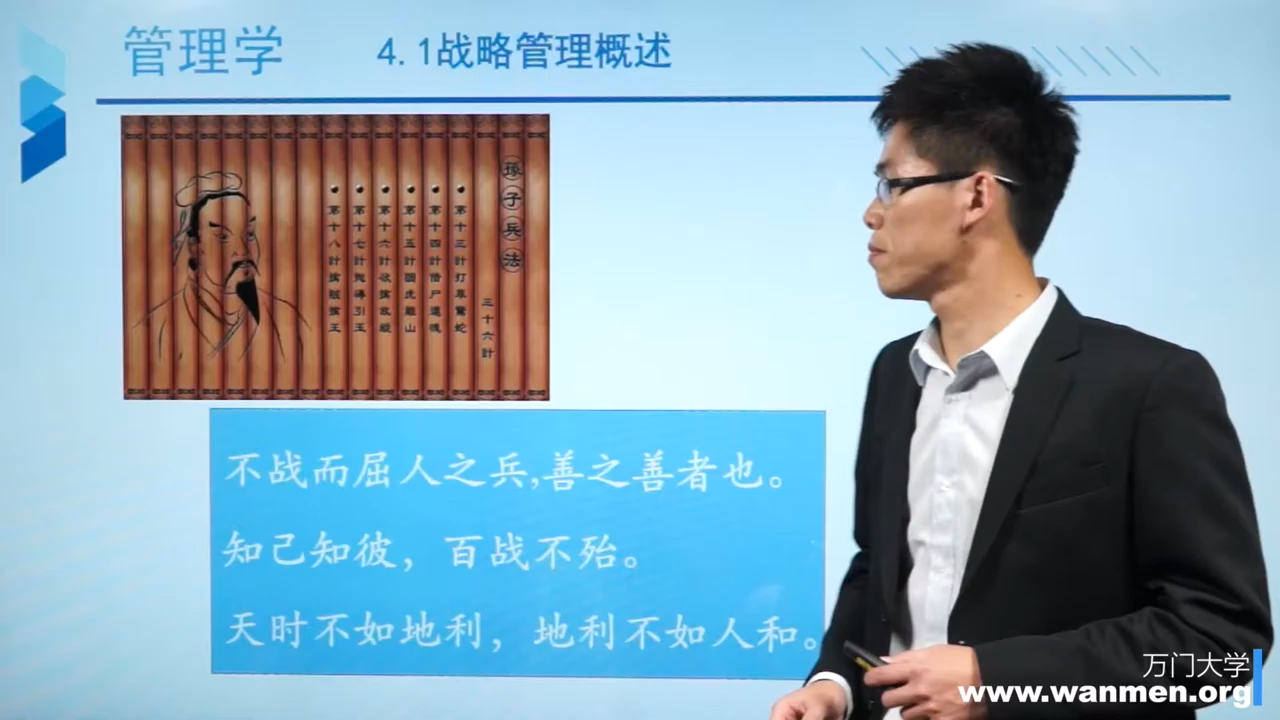 管理学
4.1战略管理概述
孫子兵法
三十六計
第十三計打草驚蛇
第十四計借尸還魂
第十五計調虎離山
第十六計欲擒故縱
第十七計拋磚引玉
第十八計擒賊擒王
不战而屈人之兵,善之善者也。
知己知彼，百战不殆。
天时不如地利，地利不如人和。
万门大学
www.wanmen.org